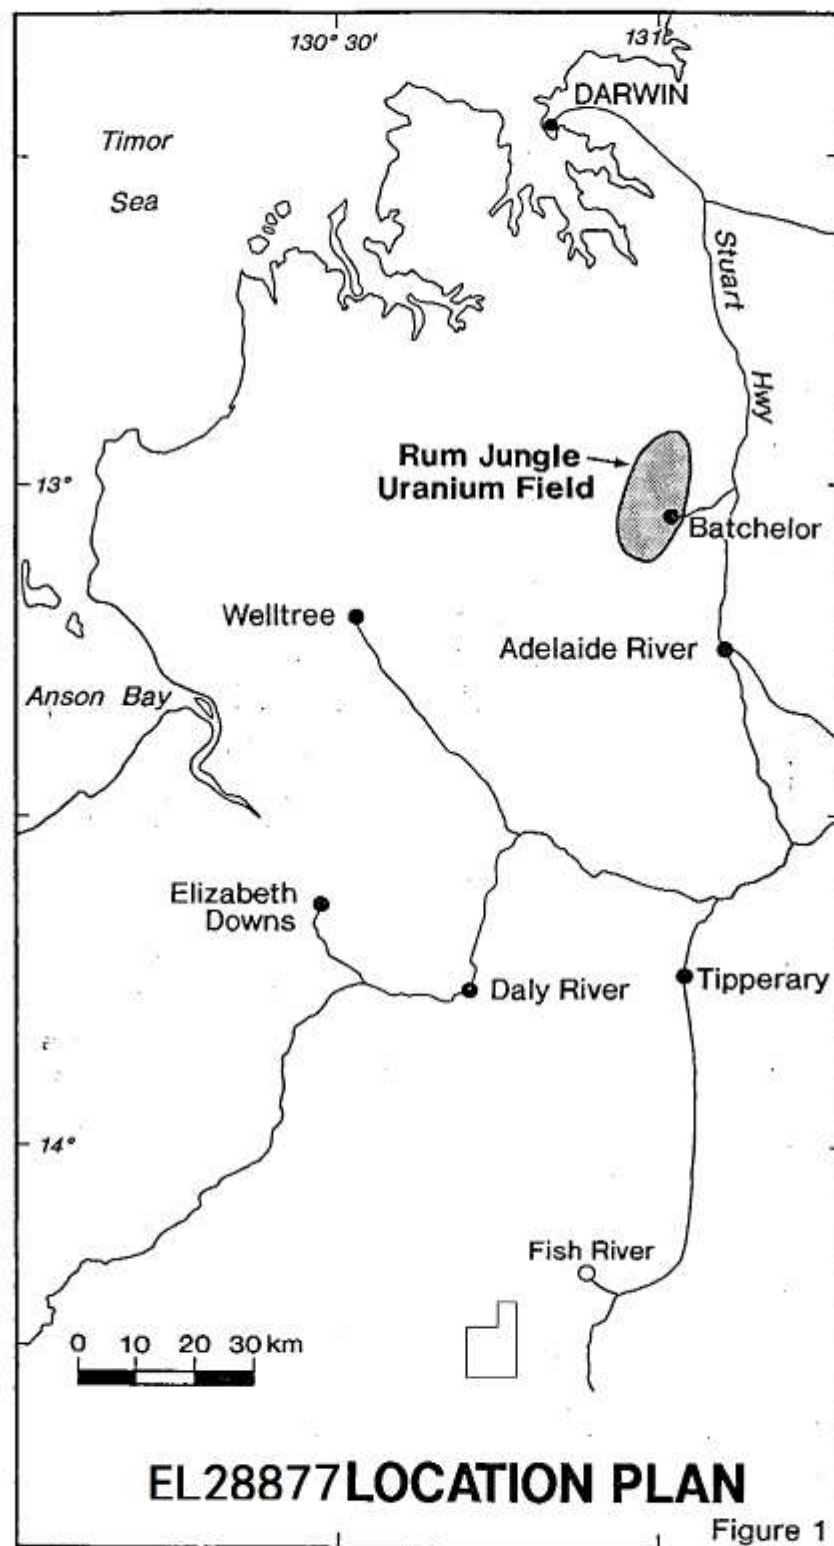 130° 30'
131°
DARWIN
Timor
Sea
Stuart
Hwy
Rum Jungle
Uranium Field
13°
Batchelor
Welltree
Adelaide River
Anson Bay
Elizabeth
Downs
Daly River
Tipperary
14°
Fish River
0 10 20 30 km
EL28877 LOCATION PLAN
Figure 1